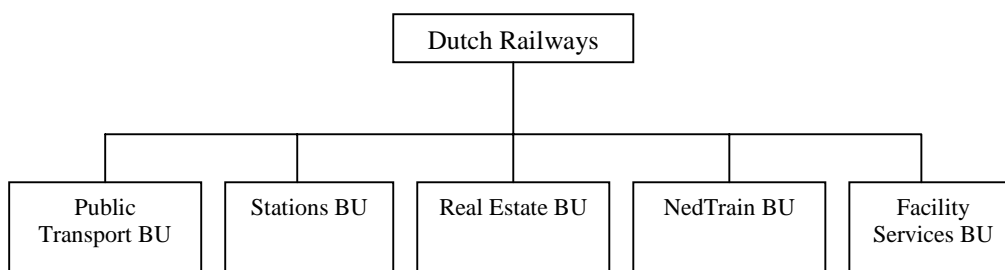 Dutch Railways
Public
Transport BU
Stations BU
Real Estate BU
NedTrain BU
Facility
Services BU